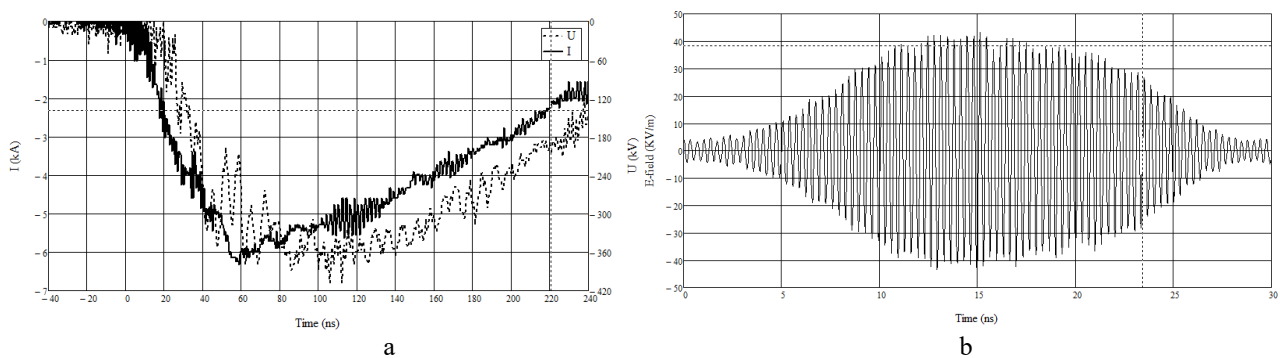 I (kA)
0
– 1
– 2
– 3
– 4
– 5
– 6
– 7
U
I
0
– 60
– 120
– 180
– 240
– 300
– 360
– 420
U (kV)
– 40 – 20 0 20 40 60 80 100 120 140 160 180 200 220 240
Time (ns)
a
E-field (KV/m)
50
40
30
20
10
0
– 10
– 20
– 30
– 40
– 50
0 5 10 15 20 25 30
Time (ns)
b